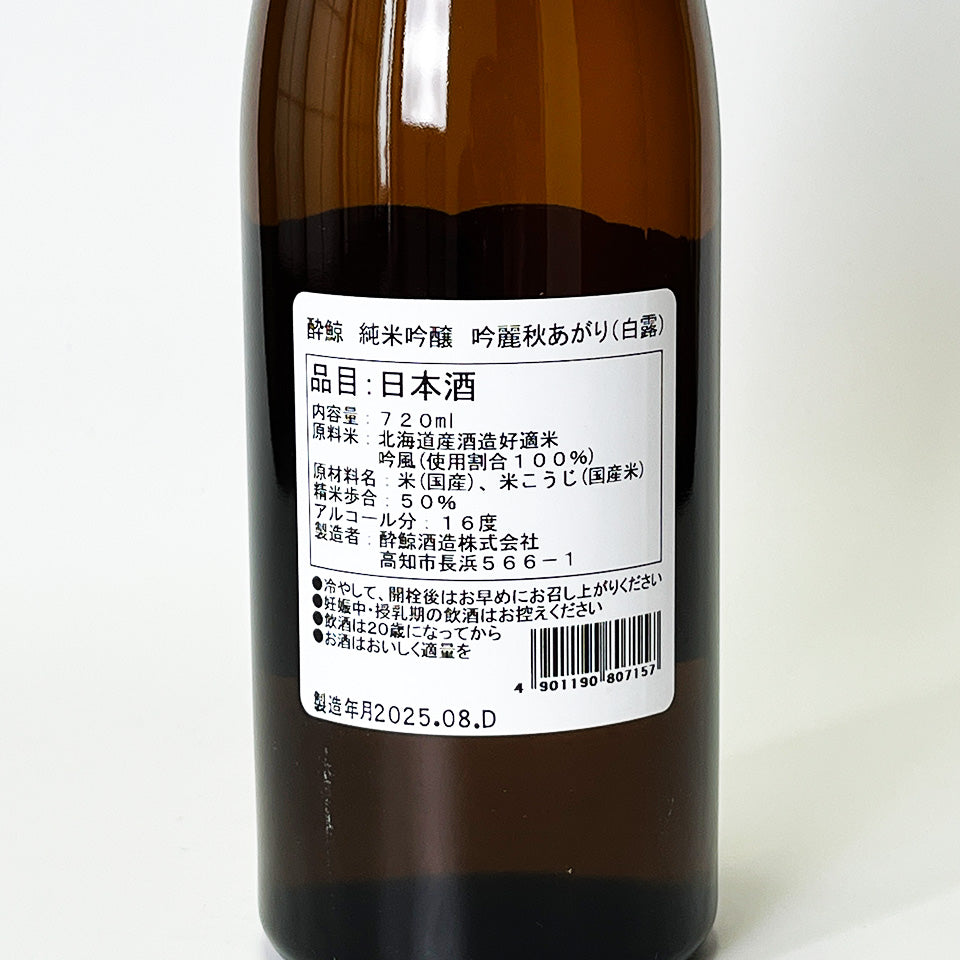 酔鯨 純米吟醸 吟麗秋あがり(白露)
品目:日本酒
内容量:720ml
原料米:北海道産酒造好適米
吟風(使用割合100%)
原材料名:米(国産)、米こうじ(国産米)
精米歩合:50%
アルコール分:16度
製造者:酔鯨酒造株式会社
高知市長浜566-1
●冷やして、開栓後はお早めにお召し上がりください
●妊娠中・授乳期の飲酒はお控えください
●飲酒は20歳になってから
●お酒はおいしく適量を
4 901190 807157
製造年月2025.08.D